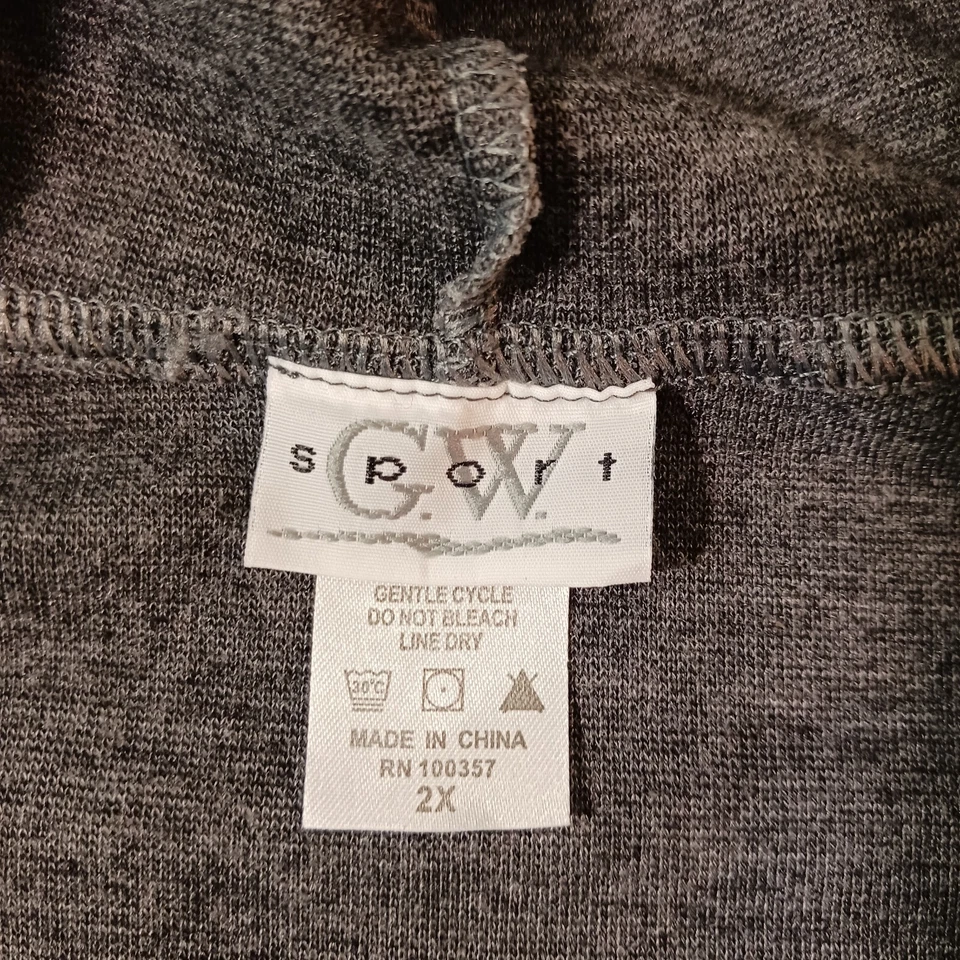 G.W.
sport
GENTLE CYCLE
DO NOT BLEACH
LINE DRY
30°C
MADE IN CHINA
RN 100357
2X